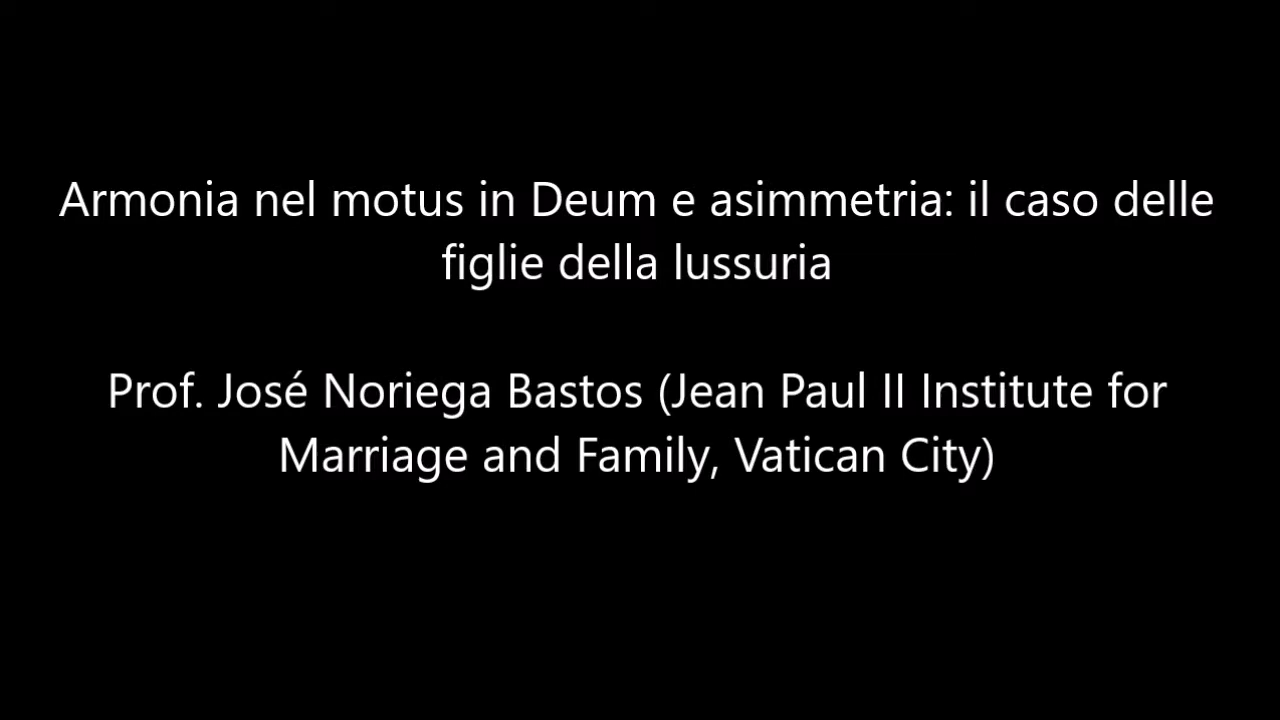 Armonia nel motus in Deum e asimmetria: il caso delle
figlie della lussuria
Prof. José Noriega Bastos (Jean Paul II Institute for
Marriage and Family, Vatican City)